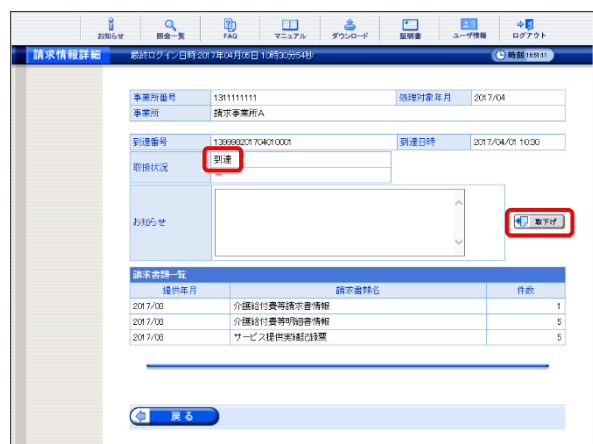 お知らせ 照会一覧 FAQ マニュアル ダウンロード 証明書 ユーザ情報 ログアウト
請求情報詳細 最終ログイン日時 2017年04月05日 10時30分54秒 時刻 16:51:11
事業所番号 1311111111 処理対象年月 2017/04
事業所 請求事業所A
到達番号 139998201704010001 到達日時 2017/04/01 10:30
取扱状況 到達
お知らせ 取下げ
請求書類一覧
提供年月 請求書類名 件数
2017/03 介護給付費等請求書情報 1
2017/03 介護給付費等明細書情報 5
2017/03 サービス提供実績記録票 5
戻る